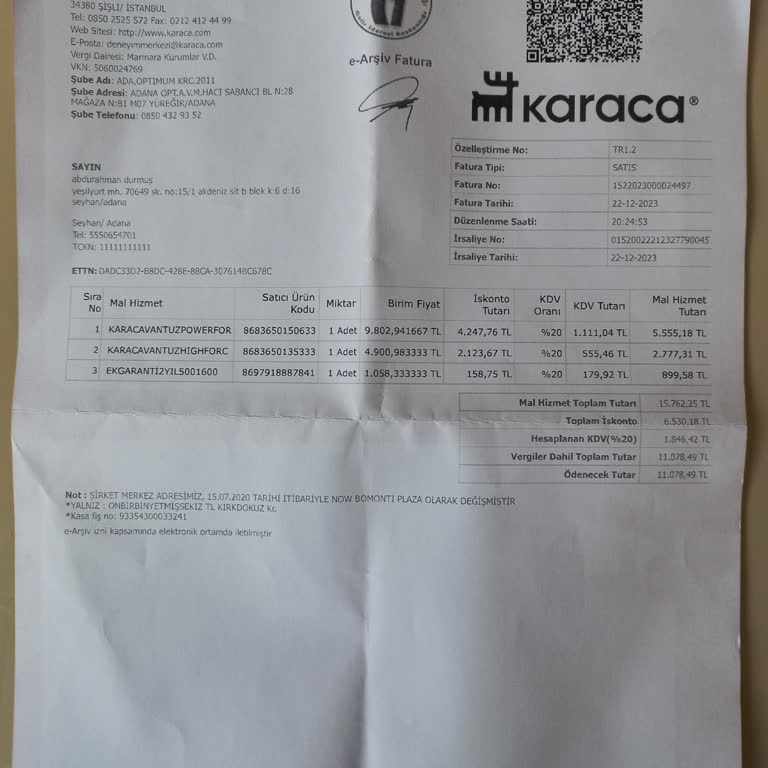 34380 ŞİŞLİ/ İSTANBUL
Tel: 0850 2525 572 Fax: 0212 412 44 99
Web Sitesi: http://www.karaca.com
E-Posta: deneyimmerkezi@karaca.com
Vergi Dairesi: Marmara Kurumlar V.D.
VKN: 5060024769
Şube Adı: ADA.OPTIMUM KRC.2011
Şube Adresi: ADANA OPT.A.V.M.HACI SABANCI BL N:28
MAĞAZA N:B1 M07 YÜREĞİR/ADANA
Şube Telefonu: 0850 432 93 52
e-Arşiv Fatura
karaca®
Özelleştirme No: TR1.2
Fatura Tipi: SATIS
Fatura No: 1522023000024497
Fatura Tarihi: 22-12-2023
Düzenlenme Saati: 20:24:53
İrsaliye No: 01520022212327790045
İrsaliye Tarihi: 22-12-2023
SAYIN
abdurahman durmuş
yeşilyurt mh. 70649 sk. no:15/1 akdeniz sit b blok k:6 d:16
seyhan/adana
Seyhan/ Adana
Tel: 5550654701
TCKN: 11111111111
ETTN: DADC33D2-B8DC-428E-88CA-3076148C678C
Sıra No Mal Hizmet Satıcı Ürün Kodu Miktar Birim Fiyat İskonto Tutarı KDV Oranı KDV Tutarı Mal Hizmet Tutarı
1 KARACAVANTUZPOWERFOR 8683650150633 1 Adet 9.802,941667 TL 4.247,76 TL %20 1.111,04 TL 5.555,18 TL
2 KARACAVANTUZHIGHFORC 8683650135333 1 Adet 4.900,983333 TL 2.123,67 TL %20 555,46 TL 2.777,31 TL
3 EKGARANTİ2YIL5001600 8697918887841 1 Adet 1.058,333333 TL 158,75 TL %20 179,92 TL 899,58 TL
Mal Hizmet Toplam Tutarı 15.762,25 TL
Toplam İskonto 6.530,18 TL
Hesaplanan KDV(%20) 1.846,42 TL
Vergiler Dahil Toplam Tutar 11.078,49 TL
Ödenecek Tutar 11.078,49 TL
Not : ŞİRKET MERKEZ ADRESİMİZ, 15.07.2020 TARİHİ İTİBARİYLE NOW BOMONTI PLAZA OLARAK DEĞİŞMİŞTİR
*YALNIZ : ONBİRBİNYETMİŞSEKİZ TL KIRKDOKUZ Kr.
*Kasa fiş no: 93354300033241
e-Arşiv izni kapsamında elektronik ortamda iletilmiştir